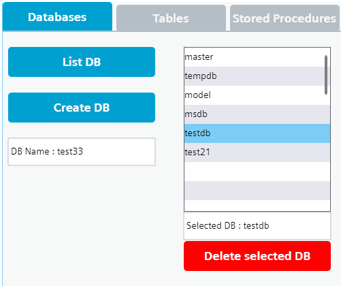 Databases
Tables
Stored Procedures
List DB
Create DB
DB Name : test33
master
tempdb
model
msdb
testdb
test21
Selected DB : testdb
Delete selected DB